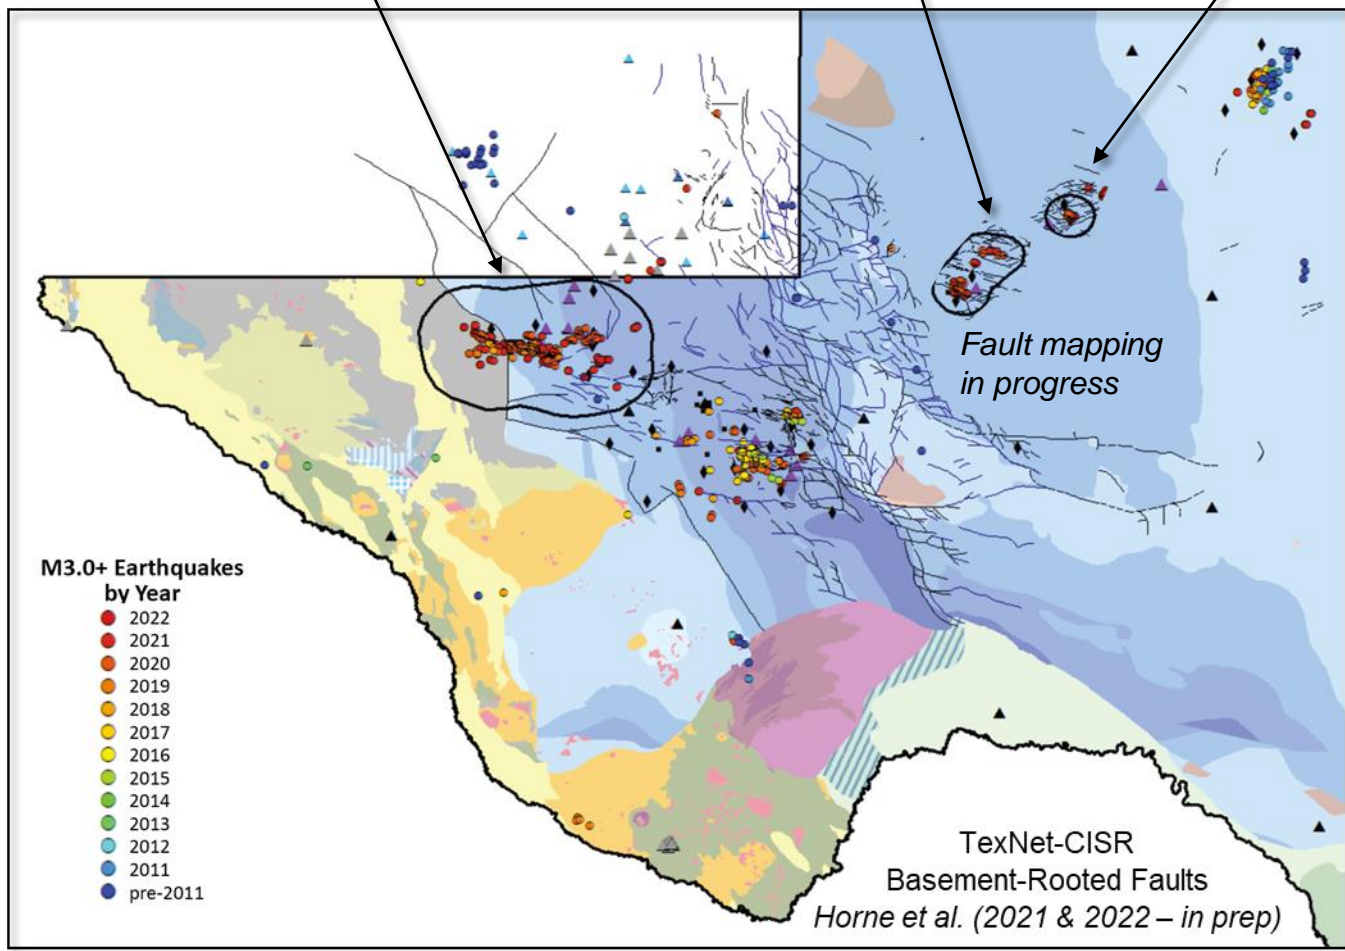 Fault mapping
in progress
M3.0+ Earthquakes
by Year
2022
2021
2020
2019
2018
2017
2016
2015
2014
2013
2012
2011
pre-2011
TexNet-CISR
Basement-Rooted Faults
Horne et al. (2021 & 2022 – in prep)